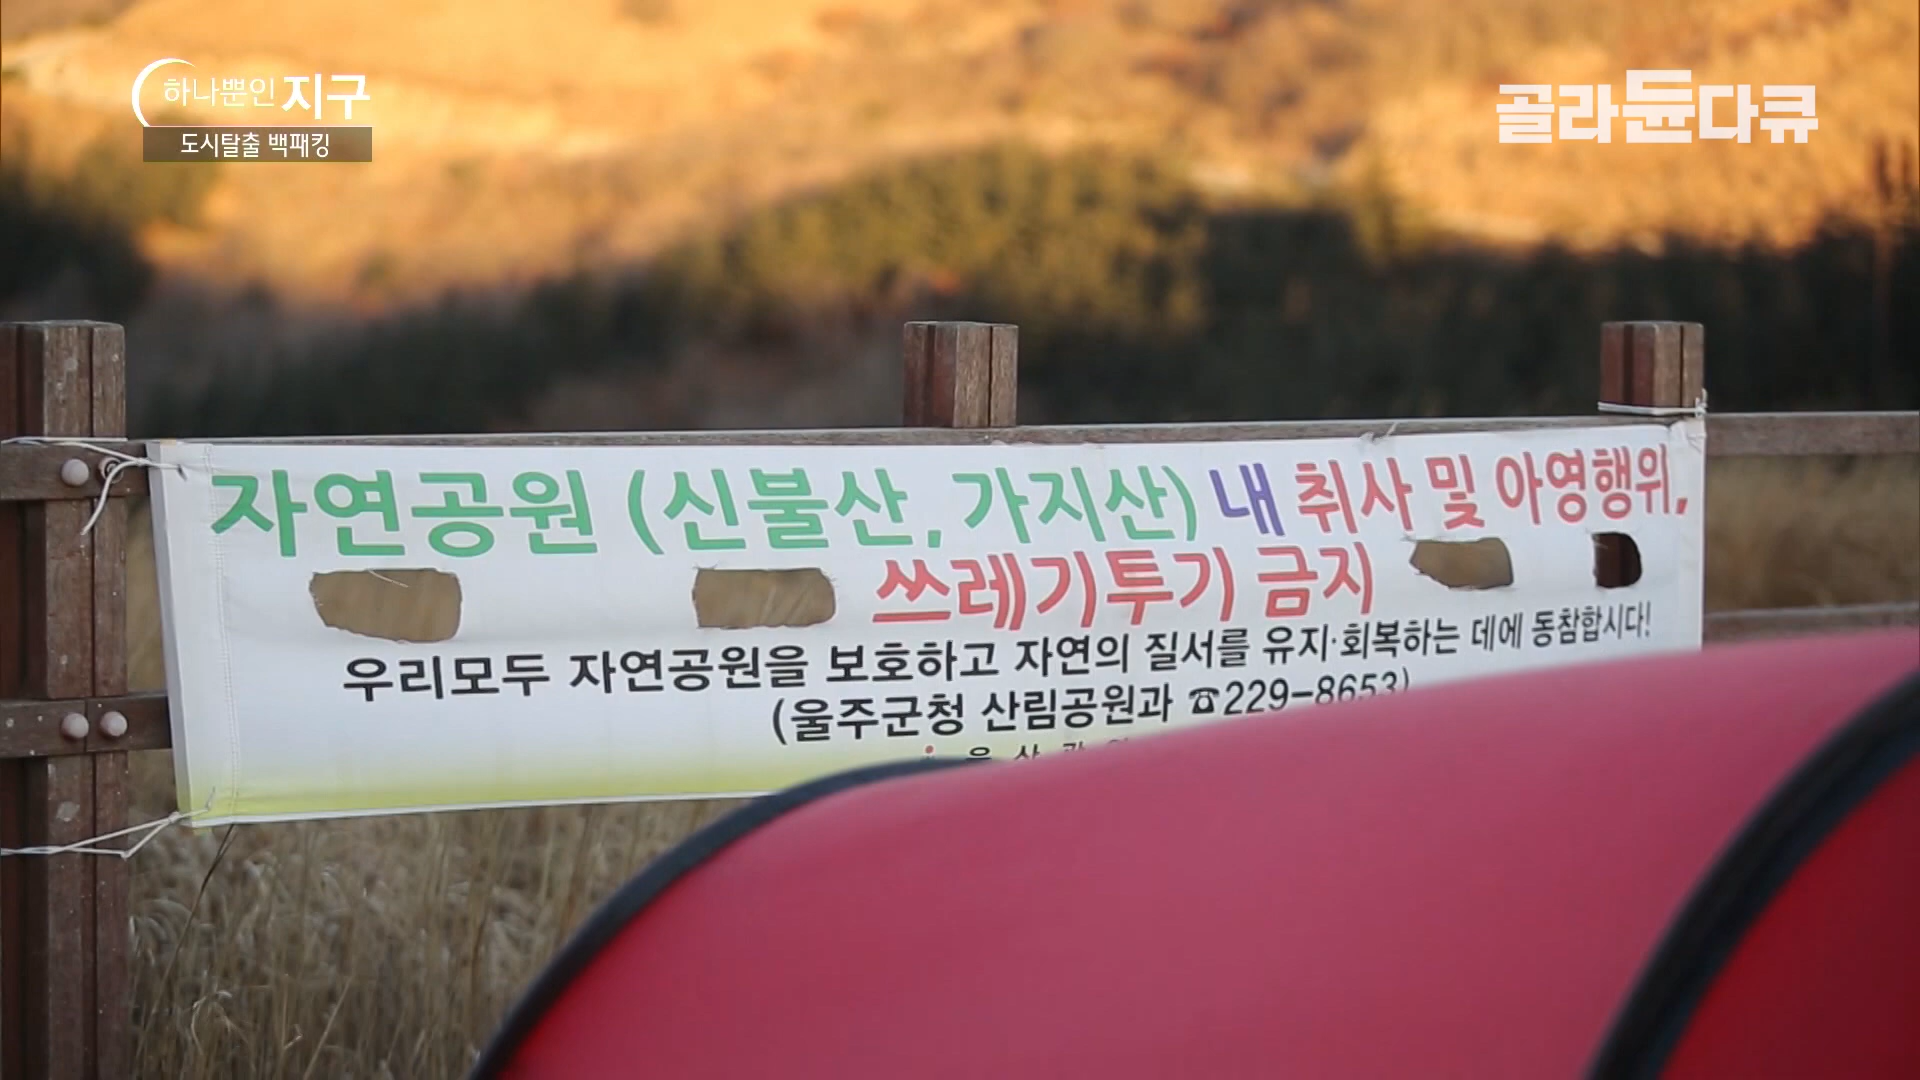 하나뿐인 지구
도시탈출 백패킹
골라둔다큐
자연공원 (신불산, 가지산) 내 취사 및 야영행위,
쓰레기투기 금지
우리모두 자연공원을 보호하고 자연의 질서를 유지·회복하는 데에 동참합시다!
(울주군청 산림공원과 ☎229-8653)